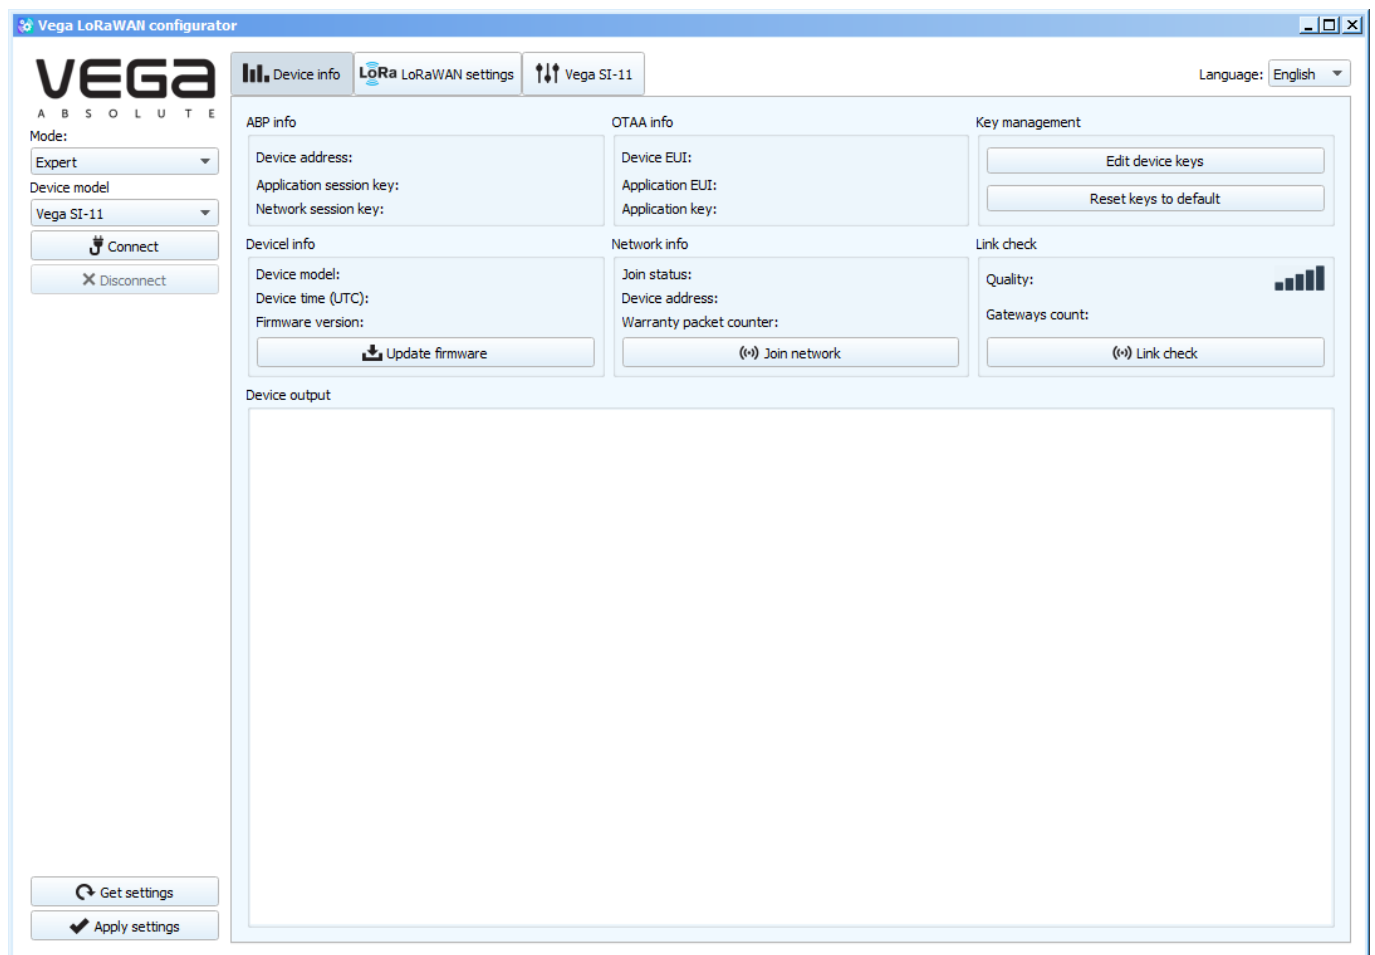 Vega LoRaWAN configurator
VEGA
ABSOLUTE
Mode:
Expert
Device model
Vega SI-11
Connect
Disconnect
Get settings
Apply settings
Device info
LoRa LoRaWAN settings
Vega SI-11
Language: English
ABP info
Device address:
Application session key:
Network session key:
OTAA info
Device EUI:
Application EUI:
Application key:
Key management
Edit device keys
Reset keys to default
Devicel info
Device model:
Device time (UTC):
Firmware version:
Update firmware
Network info
Join status:
Device address:
Warranty packet counter:
Join network
Link check
Quality:
Gateways count:
Link check
Device output